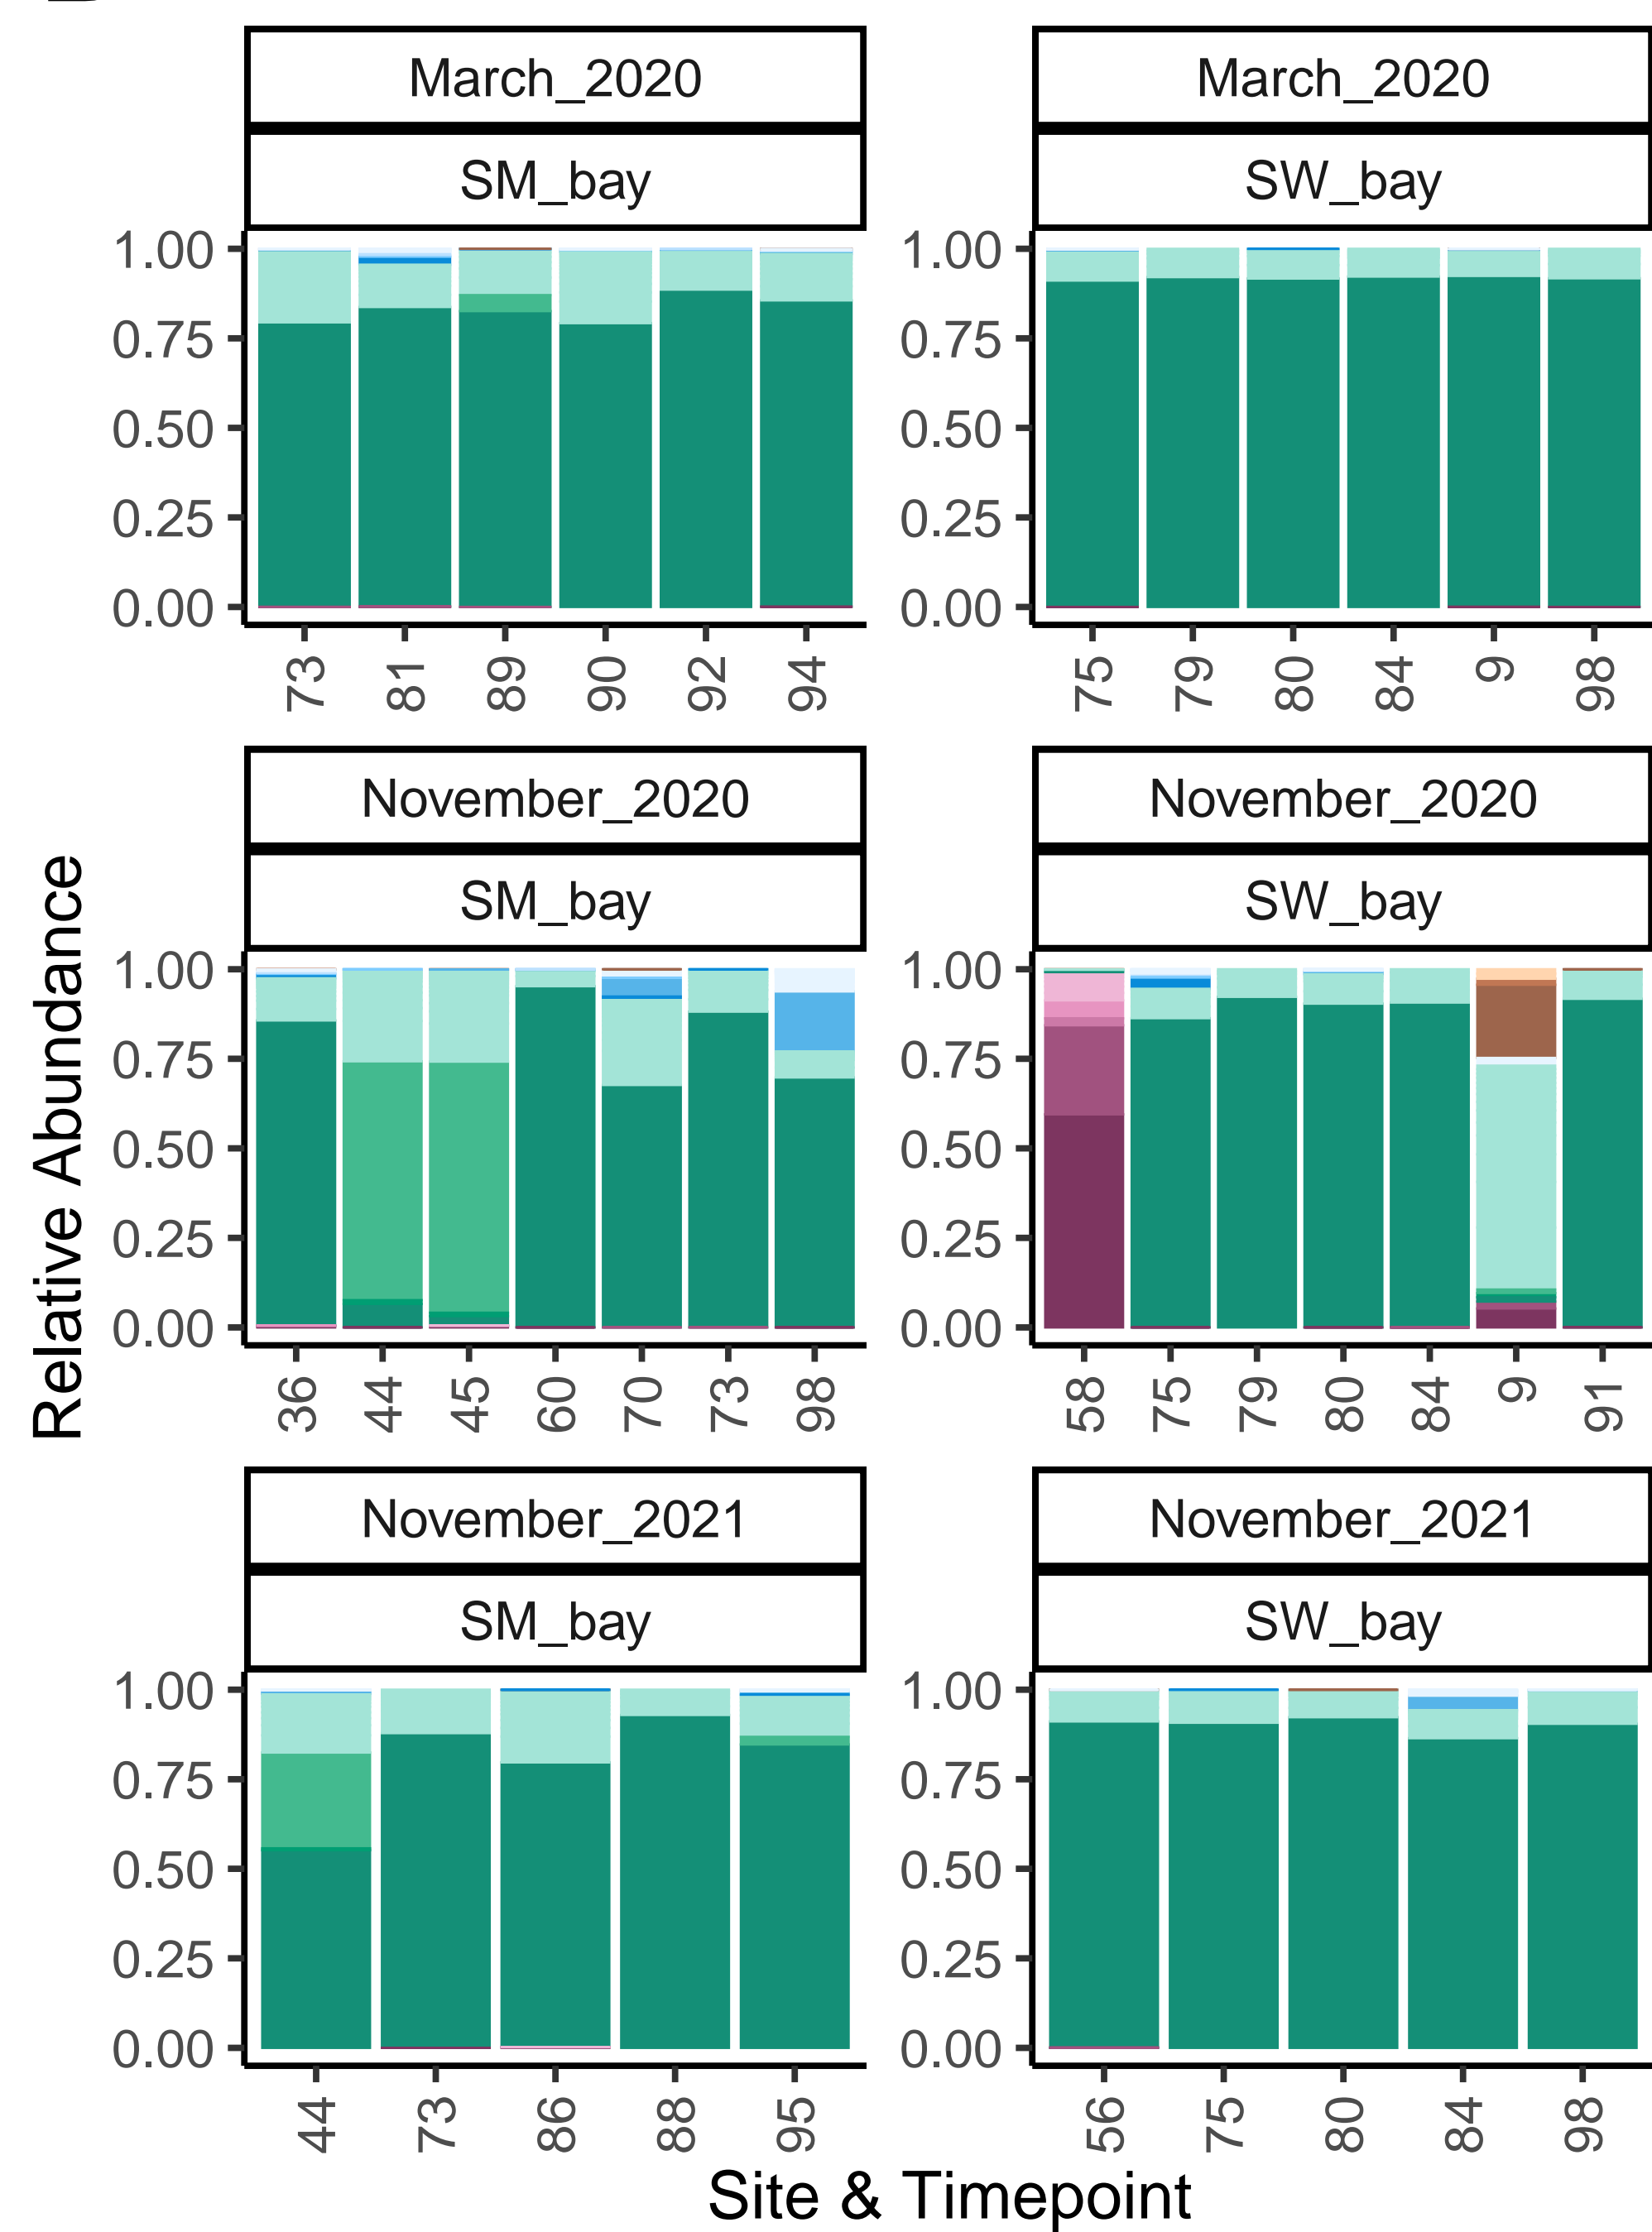 March_2020 March_2020
SM_bay SW_bay
1.00 1.00
0.75 0.75
0.50 0.50
0.25 0.25
0.00 0.00
73 81 89 90 92 94 75 79 80 84 9 98
November_2020 November_2020
SM_bay SW_bay
Relative Abundance
1.00 1.00
0.75 0.75
0.50 0.50
0.25 0.25
0.00 0.00
36 44 45 60 70 73 98 58 75 79 80 84 9 91
November_2021 November_2021
SM_bay SW_bay
1.00 1.00
0.75 0.75
0.50 0.50
0.25 0.25
0.00 0.00
44 73 86 88 95 56 75 80 84 98
Site & Timepoint